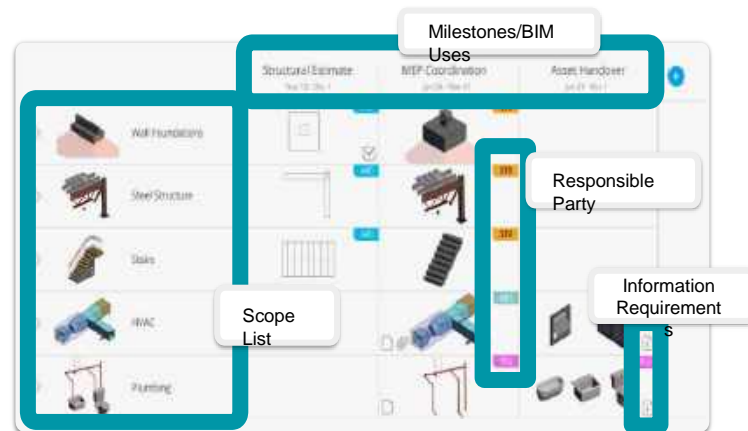 Milestones/BIM
Uses
Structural Estimate
MEP Coordination
Asset Handover
Wall Foundations
Steel Structure
Responsible
Party
Stairs
Information
Requirement
s
Scope
List
HVAC
Plumbing